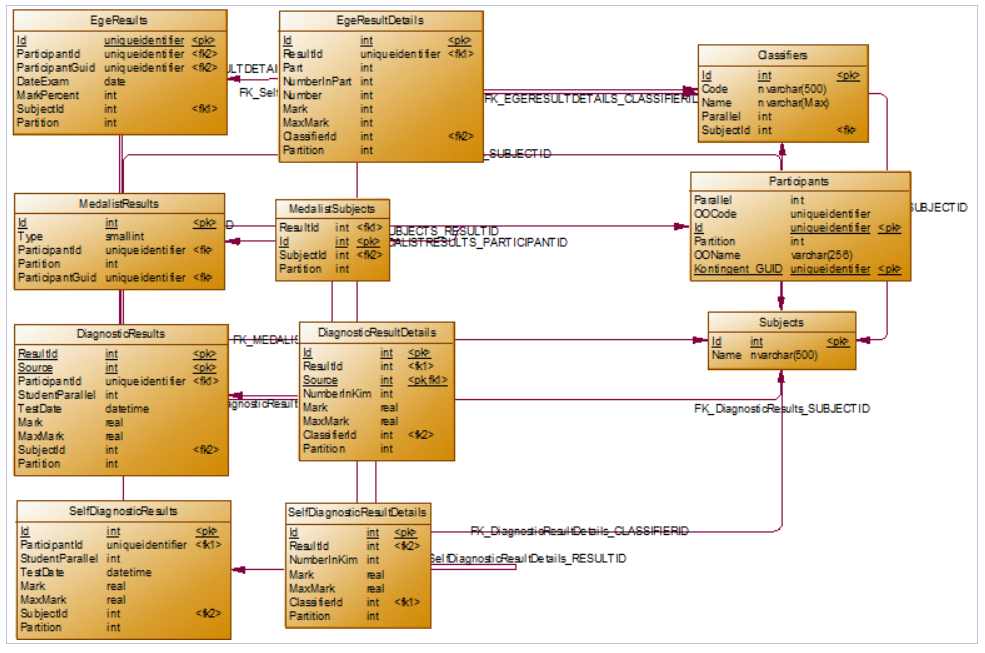 EgeResults
Id uniqueidentifier <pk>
ParticipantId uniqueidentifier <fk2>
ParticipantGuid uniqueidentifier <fk2>
DateExam date
MarkPercent int
SubjectId int <fk1>
Partition int
EgeResultDetails
Id int <pk>
ResultId uniqueidentifier <fk1>
Part int
NumberInPart int
Number int
Mark int
MaxMark int
ClassifierId int <fk2>
Partition int
Classifiers
Id int <pk>
Code nvarchar(500)
Name nvarchar(Max)
Parallel int
SubjectId int <fk>
ULTDETAI
FK_Sel
FK_EGERESULTDETAILS_CLASSIFIERID
_SUBJECTID
MedalistResults
Id int <pk>
Type smallint
ParticipantId uniqueidentifier <fk>
Partition int
ParticipantGuid uniqueidentifier <fk>
MedalistSubjects
ResultId int <fk1>
Id int <pk>
SubjectId int <fk2>
Partition int
Participants
Parallel int
OOCode uniqueidentifier
Id uniqueidentifier <pk>
Partition int
OOName varchar(256)
Kontingent_GUID uniqueidentifier <pk>
UBJECTID
ID
UBJECTS_RESULTID
DALISTRESULTS_PARTICIPANTID
DiagnosticResults
ResultId int <pk>
Source int <pk>
ParticipantId uniqueidentifier <fk1>
StudentParallel int
TestDate datetime
Mark real
MaxMark real
SubjectId int <fk2>
Partition int
DiagnosticResultDetails
Id int <pk>
ResultId int <fk1>
Source int <pk,fk1>
NumberInKim int
Mark real
MaxMark real
ClassifierId int <fk2>
Partition int
Subjects
Id int <pk>
Name nvarchar(500)
FK_MEDALIS
iagnosticResult
FK_DiagnosticResults_SUBJECTID
SelfDiagnosticResults
Id int <pk>
ParticipantId uniqueidentifier <fk1>
StudentParallel int
TestDate datetime
Mark real
MaxMark real
SubjectId int <fk2>
Partition int
SelfDiagnosticResultDetails
Id int <pk>
ResultId int <fk2>
NumberInKim int
Mark real
MaxMark real
ClassifierId int <fk1>
Partition int
FK_DiagnosticResultDetails_CLASSIFIERID
SelfDiagnosticResultDetails_RESULTID